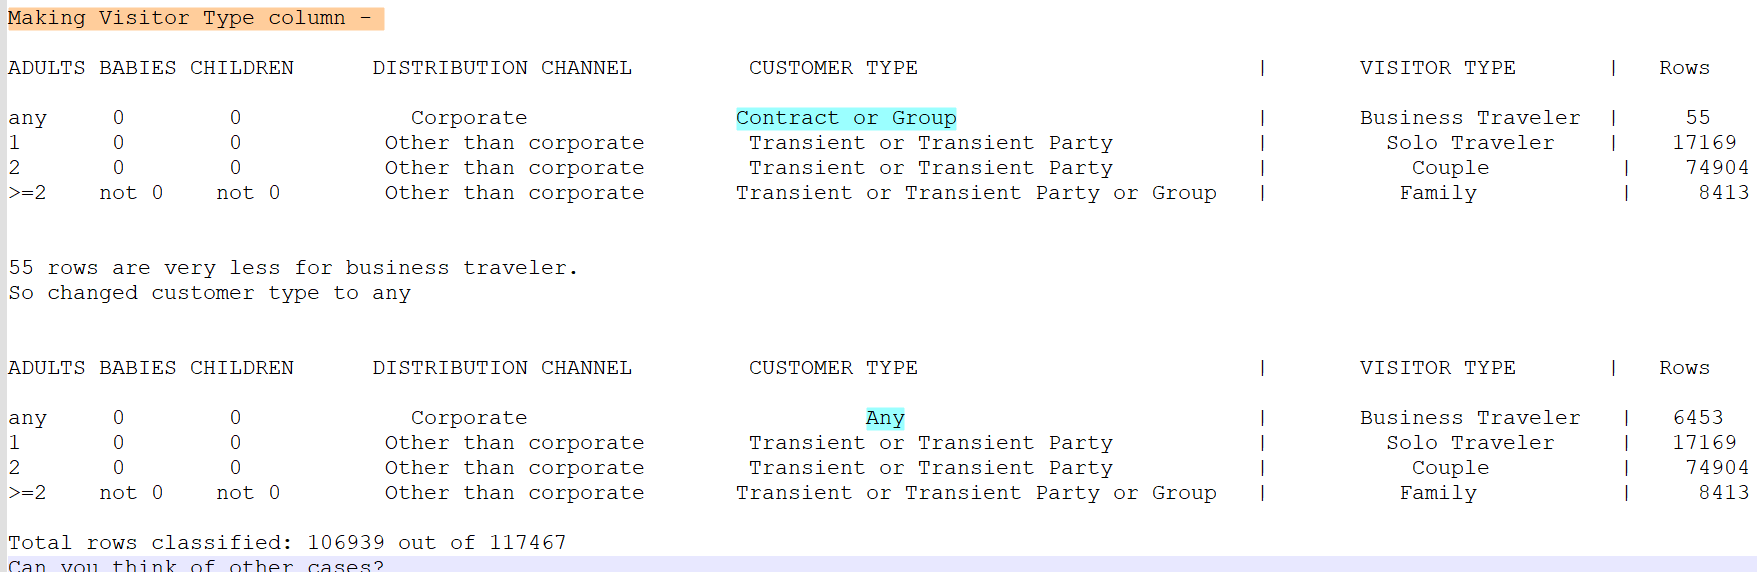 Making Visitor Type column -
ADULTS BABIES CHILDREN DISTRIBUTION CHANNEL CUSTOMER TYPE | VISITOR TYPE | Rows
any 0 0 Corporate Contract or Group | Business Traveler | 55
1 0 0 Other than corporate Transient or Transient Party | Solo Traveler | 17169
2 0 0 Other than corporate Transient or Transient Party | Couple | 74904
>=2 not 0 not 0 Other than corporate Transient or Transient Party or Group | Family | 8413
55 rows are very less for business traveler.
So changed customer type to any
ADULTS BABIES CHILDREN DISTRIBUTION CHANNEL CUSTOMER TYPE | VISITOR TYPE | Rows
any 0 0 Corporate Any | Business Traveler | 6453
1 0 0 Other than corporate Transient or Transient Party | Solo Traveler | 17169
2 0 0 Other than corporate Transient or Transient Party | Couple | 74904
>=2 not 0 not 0 Other than corporate Transient or Transient Party or Group | Family | 8413
Total rows classified: 106939 out of 117467
Can you think of other cases?